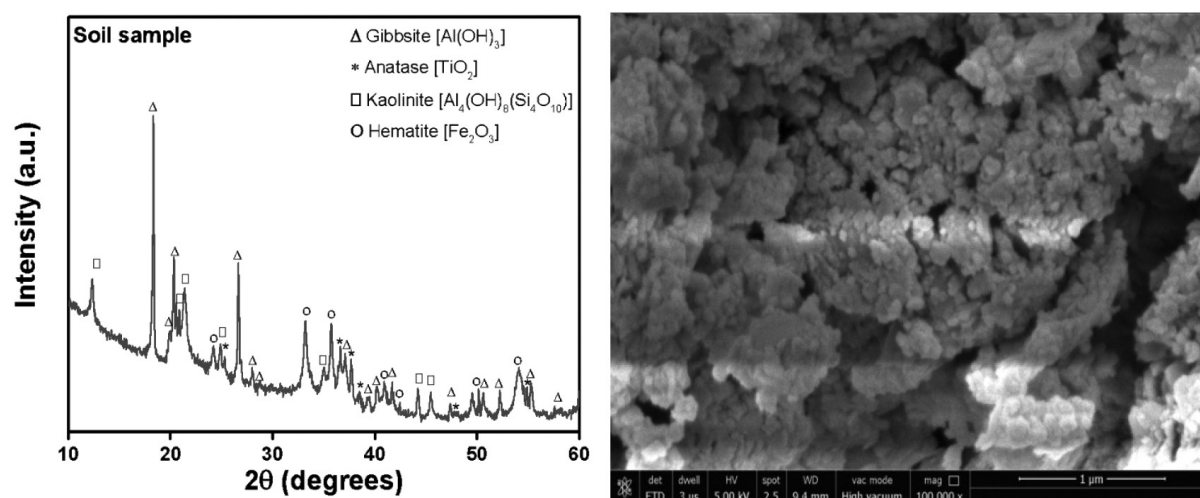 Soil sample
Δ Gibbsite [Al(OH)₃]
* Anatase [TiO₂]
□ Kaolinite [Al₄(OH)₈(Si₄O₁₀)]
O Hematite [Fe₂O₃]
Intensity (a.u.)
10 20 30 40 50 60
2θ (degrees)
det dwell HV spot WD vac mode mag □ 1 μm
ETD 3 μs 5.00 kV 2.5 9.4 mm High vacuum 100 000 x